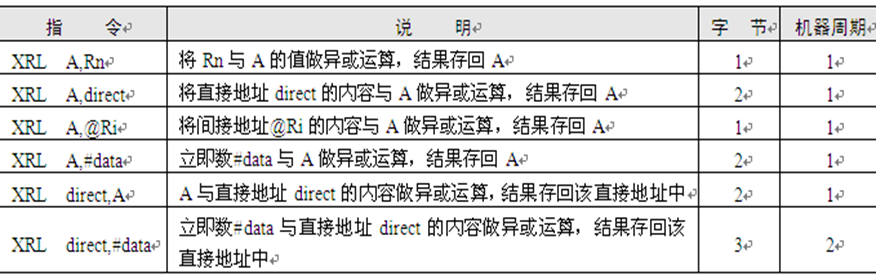 指 令 说 明 字 节 机器周期
XRL A,Rn 将 Rn 与 A 的值做异或运算，结果存回 A 1 1
XRL A,direct 将直接地址 direct 的内容与 A 做异或运算，结果存回 A 2 1
XRL A,@Ri 将间接地址@Ri 的内容与 A 做异或运算，结果存回 A 1 1
XRL A,#data 立即数#data 与 A 做异或运算，结果存回 A 2 1
XRL direct,A A 与直接地址 direct 的内容做异或运算，结果存回该直接地址中 2 1
XRL direct,#data 立即数#data 与直接地址 direct 的内容做异或运算，结果存回该 3 2
直接地址中